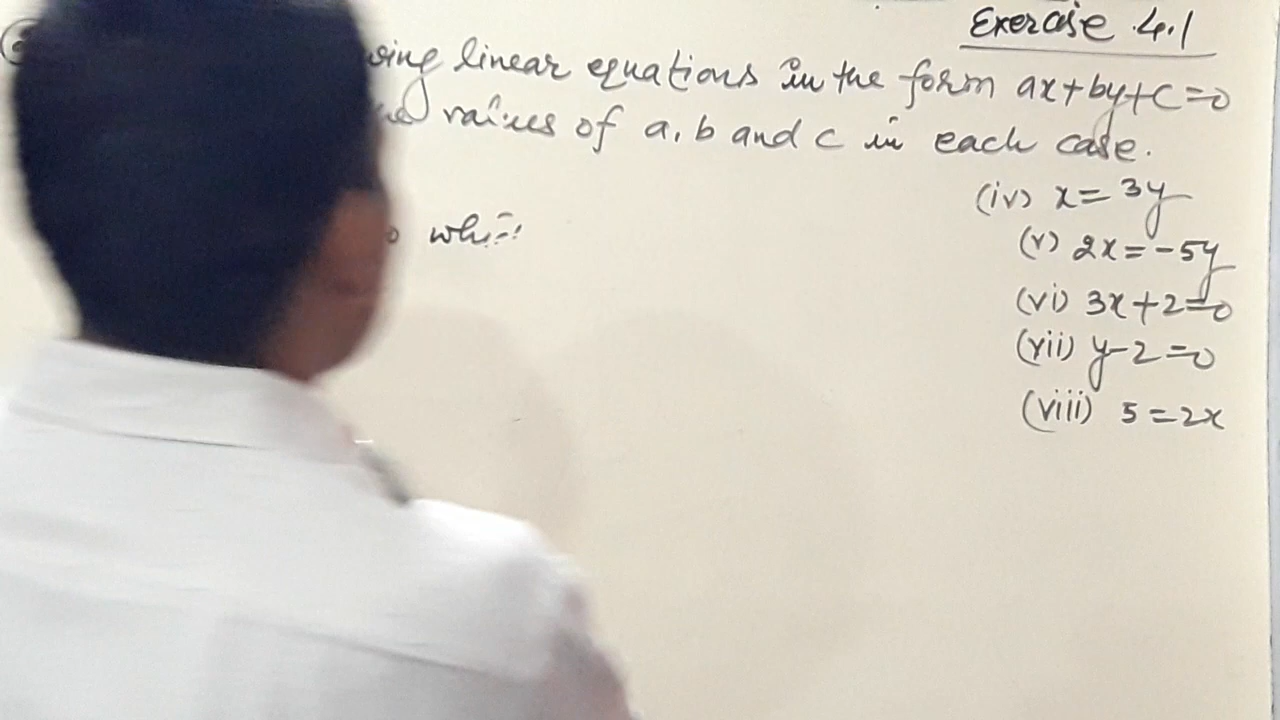 Exercise 4.1
linear equations in the form ax+by+c=0
values of a, b and c in each case.
(iv) x=3y
(v) 2x=-5y
(vi) 3x+2=0
(vii) y-2=0
(viii) 5=2x